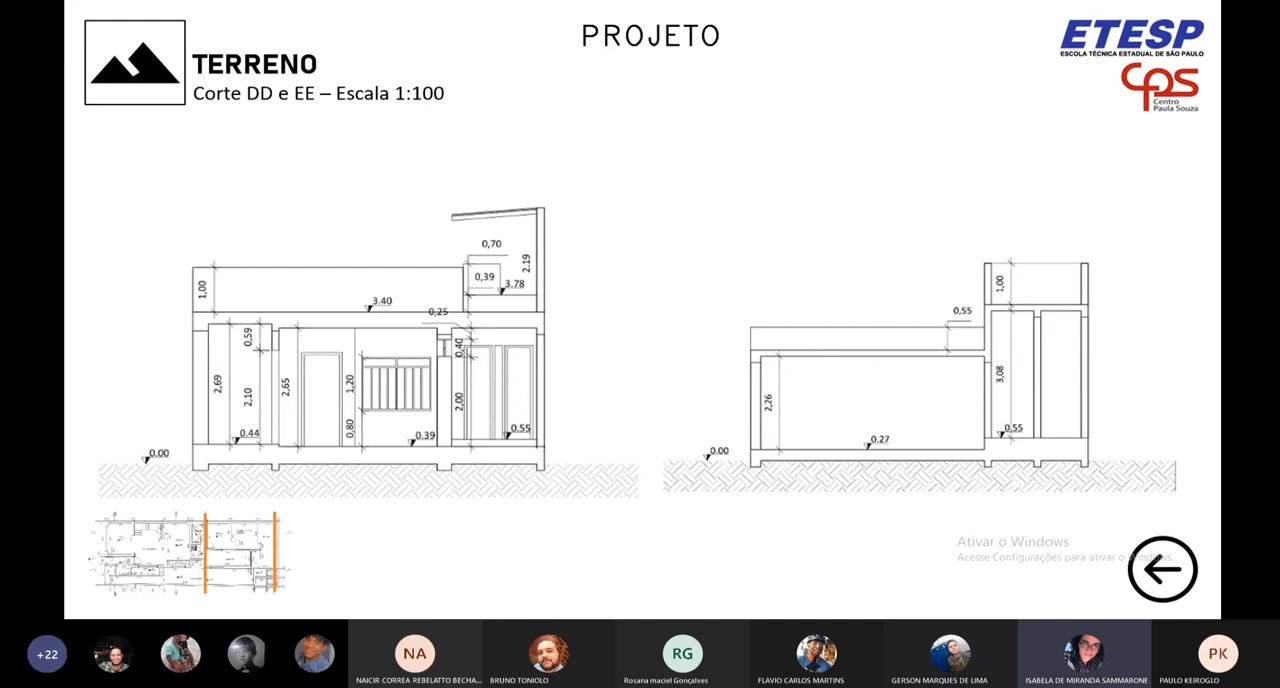 PROJETO
TERRENO
Corte DD e EE – Escala 1:100
ETESP
ESCOLA TÉCNICA ESTADUAL DE SÃO PAULO
CPS
Centro
Paula Souza
0,70
2.19
0,39
3.78
1,00
3.40
0,25
0,59
0,40
2,69
2,10
2,65
1,20
2,00
0,80
0.44
0.39
0.55
0.00
1,00
0,55
3,08
2,26
0.55
0.27
0.00
Ativar o Windows
Acesse Configurações para ativar o Windows.
+22
NA
NAICIR CORREA REBELATTO BECHA...
BRUNO TONIOLO
RG
Rosana maciel Gonçalves
FLAVIO CARLOS MARTINS
GERSON MARQUES DE LIMA
ISABELA DE MIRANDA SAMMARONE
PK
PAULO KEIROGLO